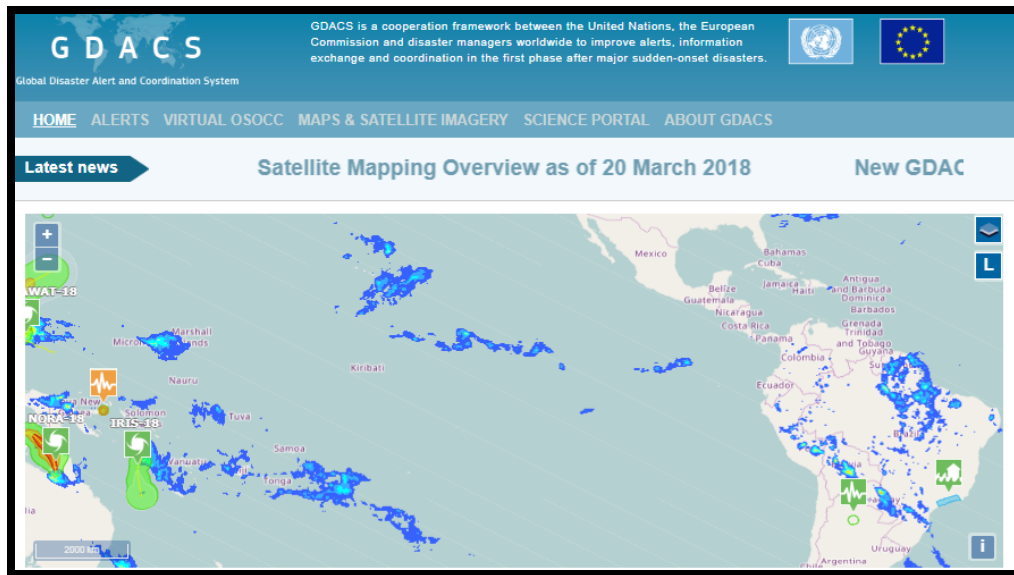 GDACS
Global Disaster Alert and Coordination System
GDACS is a cooperation framework between the United Nations, the European
Commission and disaster managers worldwide to improve alerts, information
exchange and coordination in the first phase after major sudden-onset disasters.
HOME ALERTS VIRTUAL OSOCC MAPS & SATELLITE IMAGERY SCIENCE PORTAL ABOUT GDACS
Latest news
Satellite Mapping Overview as of 20 March 2018
New GDAC
+
−
L
Mexico
Bahamas
Cuba
Jamaica
Haiti
Antigua
and Barbuda
Dominica
Barbados
Belize
Guatemala
Nicaragua
Costa Rica
Panama
Grenada
Trinidad
and Tobago
Guyana
Colombia
Ecuador
WAT-18
Marshall
Kiribati
Nauru
NORA-18
Solomon
IRIS-18
Tuva
Vanuatu
Samoa
Tonga
Uruguay
Argentina
2000 km
i